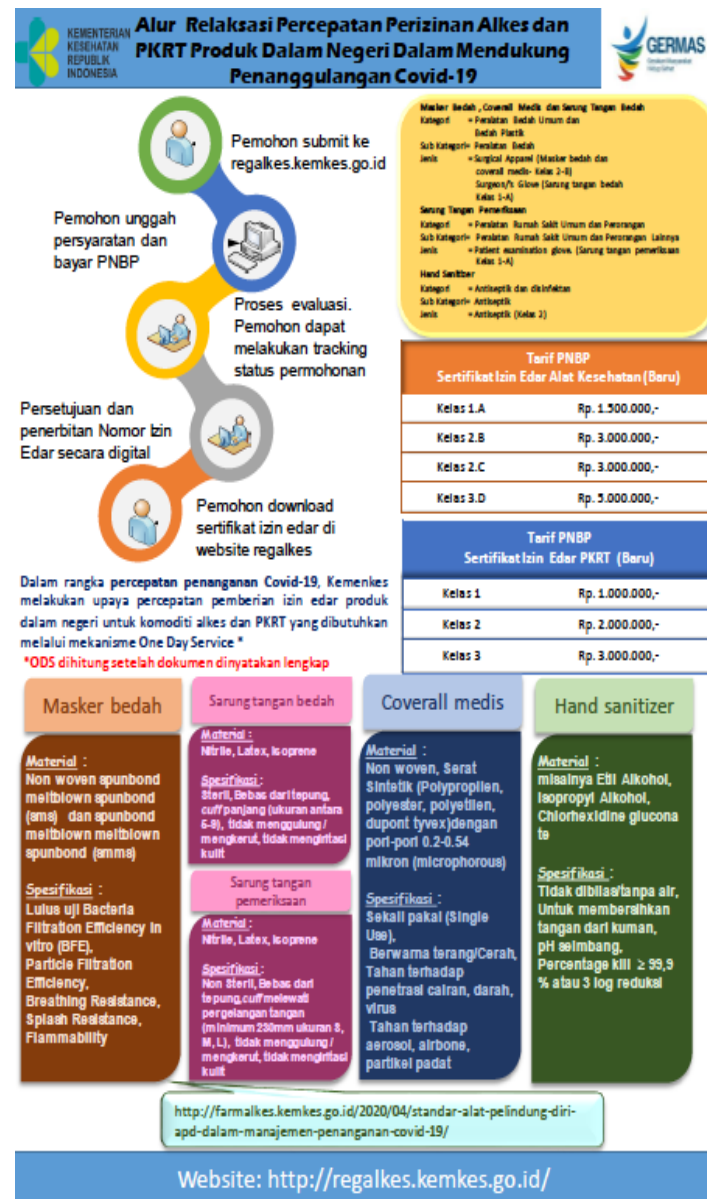 KEMENTERIAN
KESEHATAN
REPUBLIK
INDONESIA
Alur Relaksasi Percepatan Perizinan Alkes dan
PKRT Produk Dalam Negeri Dalam Mendukung
Penanggulangan Covid-19
GERMAS
Gerakan Masyarakat
Hidup Sehat
Pemohon submit ke
regalkes.kemkes.go.id
Pemohon unggah
persyaratan dan
bayar PNBP
Proses evaluasi.
Pemohon dapat
melakukan tracking
status permohonan
Persetujuan dan
penerbitan Nomor Izin
Edar secara digital
Pemohon download
sertifikat izin edar di
website regalkes
Masker Bedah , Coverall Medis dan Sarung Tangan Bedah
Kategori = Peralatan Bedah Umum dan
Bedah Plastik
Sub Kategori= Peralatan Bedah
Jenis = Surgical Apparel (Masker bedah dan
coverall medis- Kelas 2-B)
Surgeon's Glove (Sarung tangan bedah
Kelas 1-A)
Sarung Tangan Pemeriksaan
Kategori = Peralatan Rumah Sakit Umum dan Perorangan
Sub Kategori= Peralatan Rumah Sakit Umum dan Perorangan Lainnya
Jenis = Patient examination glove. (Sarung tangan pemeriksaan
Kelas 1-A)
Hand Sanitizer
Kategori = Antiseptik dan disinfektan
Sub Kategori= Antiseptik
Jenis = Antiseptik (Kelas 2)
Tarif PNBP
Sertifikat Izin Edar Alat Kesehatan (Baru)
Kelas 1.A Rp. 1.500.000,-
Kelas 2.B Rp. 3.000.000,-
Kelas 2.C Rp. 3.000.000,-
Kelas 3.D Rp. 5.000.000,-
Tarif PNBP
Sertifikat Izin Edar PKRT (Baru)
Kelas 1 Rp. 1.000.000,-
Kelas 2 Rp. 2.000.000,-
Kelas 3 Rp. 3.000.000,-
Dalam rangka percepatan penanganan Covid-19, Kemenkes
melakukan upaya percepatan pemberian izin edar produk
dalam negeri untuk komoditi alkes dan PKRT yang dibutuhkan
melalui mekanisme One Day Service *
*ODS dihitung setelah dokumen dinyatakan lengkap
Masker bedah
Material :
Non woven spunbond
meltblown spunbond
(sms) dan spunbond
meltblown meltblown
spunbond (smms)
Spesifikasi :
Lulus uji Bacteria
Filtration Efficiency in
vitro (BFE),
Particle Filtration
Efficiency,
Breathing Resistance,
Splash Resistance,
Flammability
Sarung tangan bedah
Material :
Nitrile, Latex, Isoprene
Spesifikasi :
Steril, Bebas dari tepung,
cuff panjang (ukuran antara
5-9), tidak menggulung /
mengkerut, tidak mengiritasi
kulit
Sarung tangan
pemeriksaan
Material :
Nitrile, Latex, Isoprene
Spesifikasi :
Non Steril, Bebas dari
tepung,cuff melewati
pergelangan tangan
(minimum 230mm ukuran S,
M, L), tidak menggulung /
mengkerut, tidak mengiritasi
kulit
Coverall medis
Material :
Non woven, Serat
Sintetik (Polypropilen,
polyester, polyetilen,
dupont tyvex)dengan
pori-pori 0.2-0.54
mikron (microphorous)
Spesifikasi :
Sekali pakai (Single
Use),
Berwarna terang/Cerah,
Tahan terhadap
penetrasi cairan, darah,
virus
Tahan terhadap
aerosol, airbone,
partikel padat
Hand sanitizer
Material :
misalnya Etil Alkohol,
Isopropyl Alkohol,
Chlorhexidine glucona
te
Spesifikasi :
Tidak dibilas/tanpa air,
Untuk membersihkan
tangan dari kuman,
pH seimbang,
Percentage kill ≥ 99,9
% atau 3 log reduksi
http://farmalkes.kemkes.go.id/2020/04/standar-alat-pelindung-diri-
apd-dalam-manajemen-penanganan-covid-19/
Website: http://regalkes.kemkes.go.id/